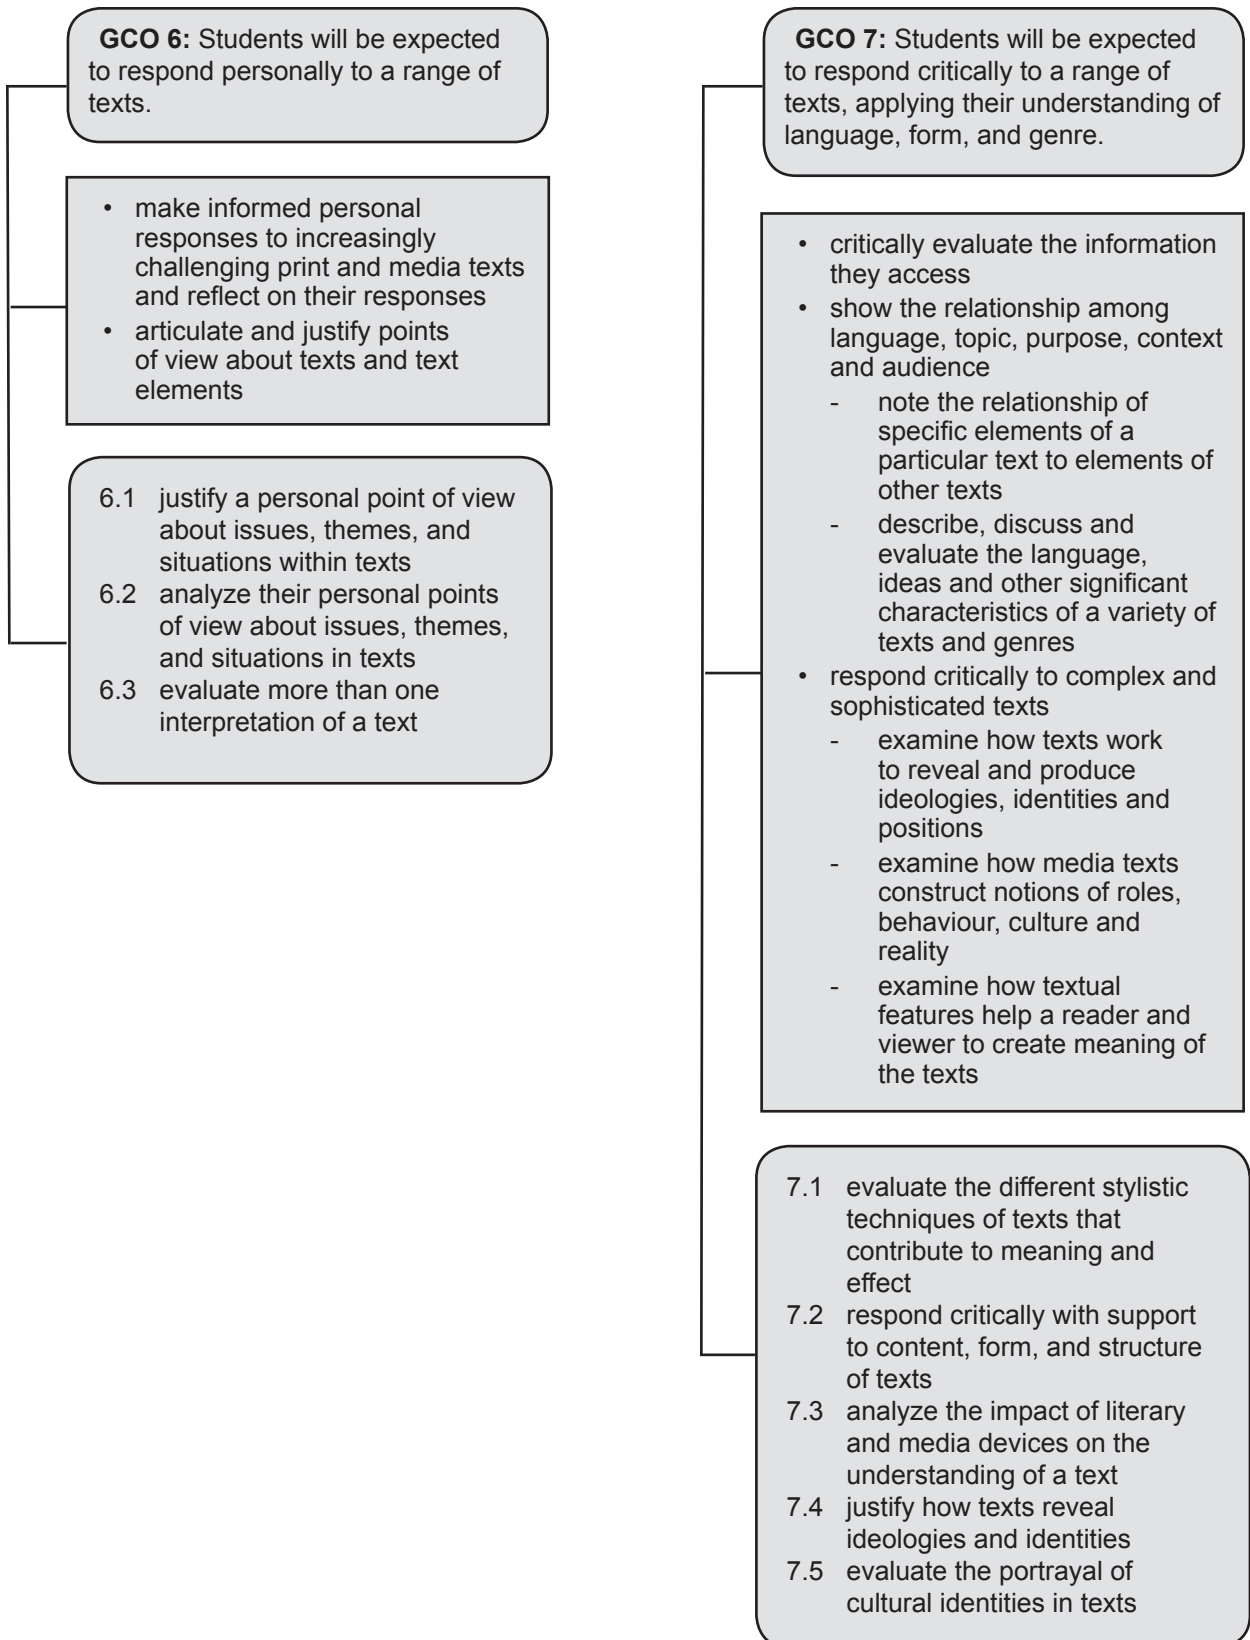 GCO 6: Students will be expected
to respond personally to a range of
texts.
• make informed personal
responses to increasingly
challenging print and media texts
and reflect on their responses
• articulate and justify points
of view about texts and text
elements
6.1 justify a personal point of view
about issues, themes, and
situations within texts
6.2 analyze their personal points
of view about issues, themes,
and situations in texts
6.3 evaluate more than one
interpretation of a text
GCO 7: Students will be expected
to respond critically to a range of
texts, applying their understanding of
language, form, and genre.
• critically evaluate the information
they access
• show the relationship among
language, topic, purpose, context
and audience
- note the relationship of
specific elements of a
particular text to elements of
other texts
- describe, discuss and
evaluate the language,
ideas and other significant
characteristics of a variety of
texts and genres
• respond critically to complex and
sophisticated texts
- examine how texts work
to reveal and produce
ideologies, identities and
positions
- examine how media texts
construct notions of roles,
behaviour, culture and
reality
- examine how textual
features help a reader and
viewer to create meaning of
the texts
7.1 evaluate the different stylistic
techniques of texts that
contribute to meaning and
effect
7.2 respond critically with support
to content, form, and structure
of texts
7.3 analyze the impact of literary
and media devices on the
understanding of a text
7.4 justify how texts reveal
ideologies and identities
7.5 evaluate the portrayal of
cultural identities in texts